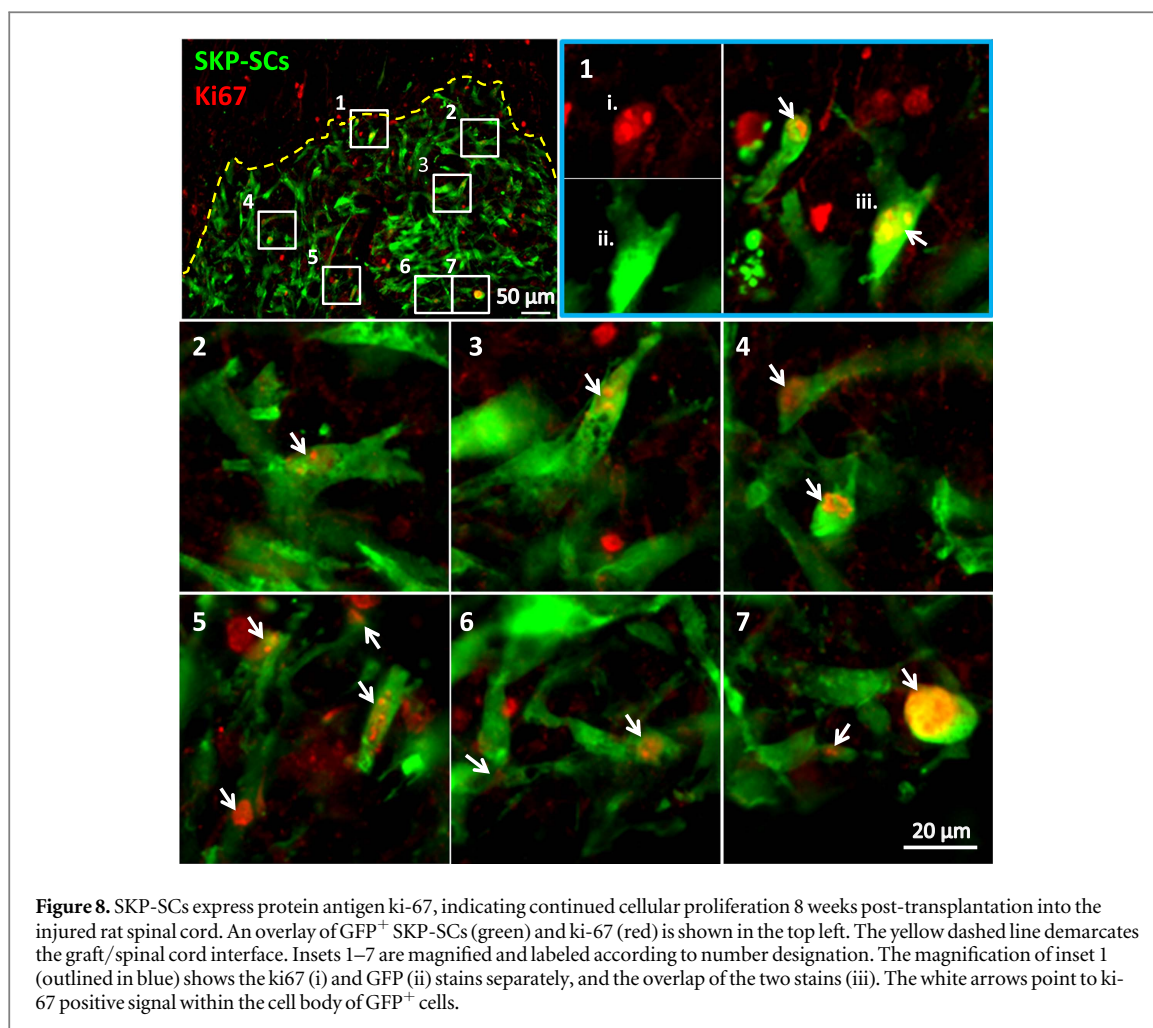 SKP-SCs
Ki67
1
2
3
4
5
6 7
50 µm
1
i.
ii.
iii.
2
3
4
5
6
7
20 µm
Figure 8. SKP-SCs express protein antigen ki-67, indicating continued cellular proliferation 8 weeks post-transplantation into the
injured rat spinal cord. An overlay of GFP⁺ SKP-SCs (green) and ki-67 (red) is shown in the top left. The yellow dashed line demarcates
the graft/spinal cord interface. Insets 1–7 are magnified and labeled according to number designation. The magnification of inset 1
(outlined in blue) shows the ki67 (i) and GFP (ii) stains separately, and the overlap of the two stains (iii). The white arrows point to ki-
67 positive signal within the cell body of GFP⁺ cells.